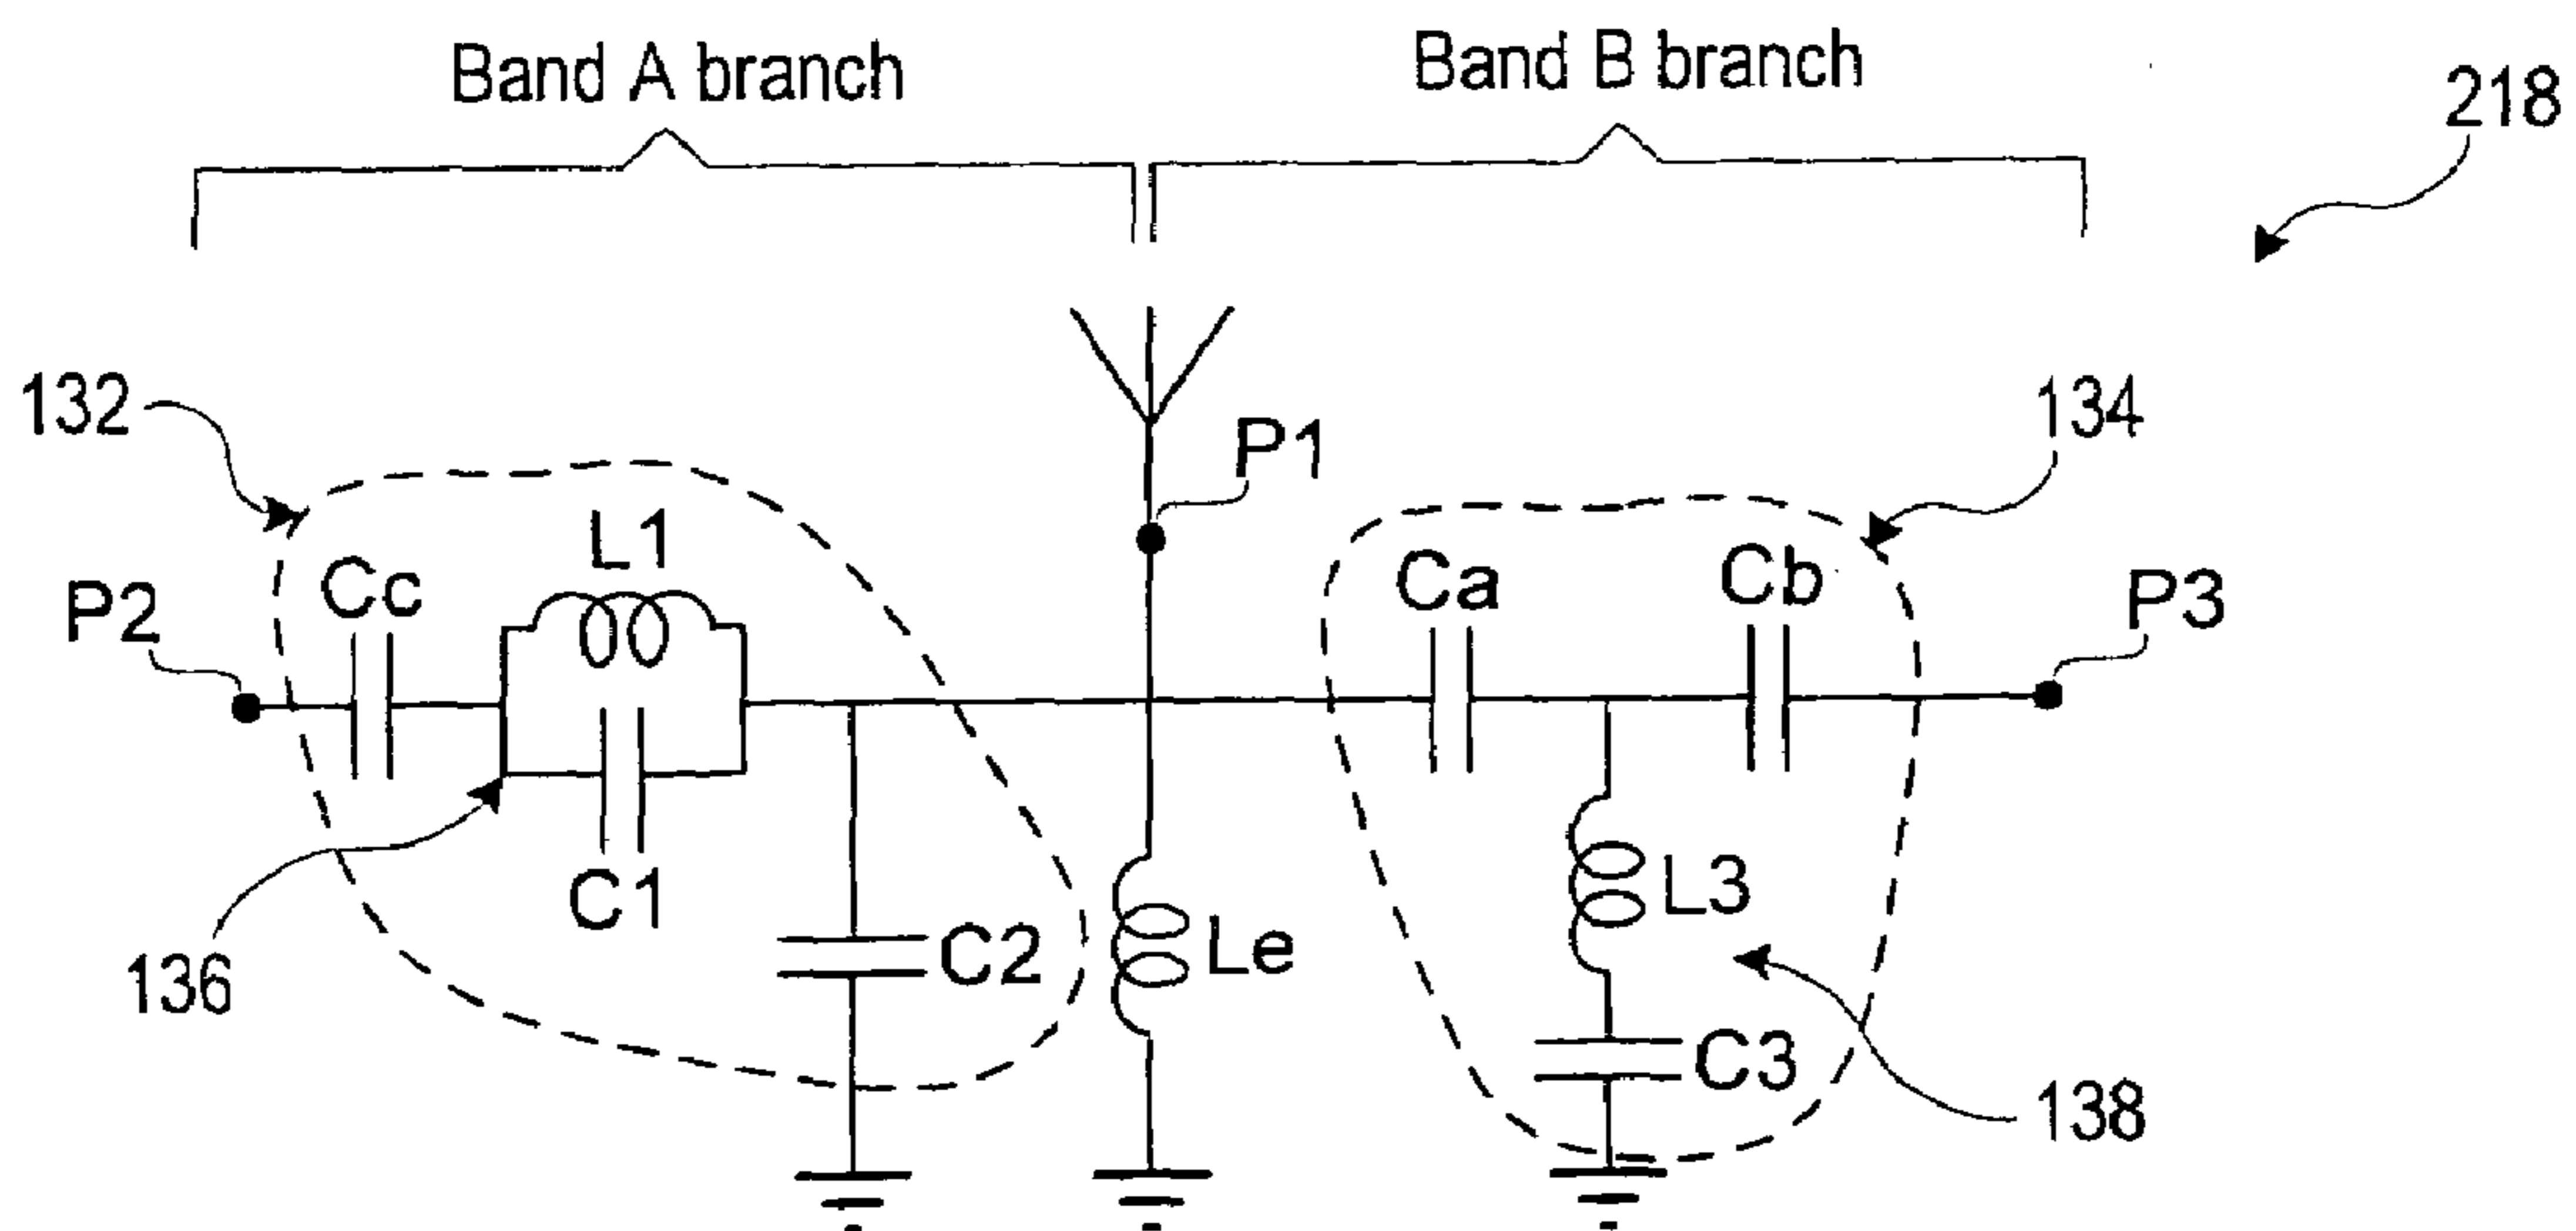 Band A branch
Band B branch
218
132
134
P1
L1
Cc
P2
Ca
Cb
P3
C1
L3
C2
Le
136
C3
138